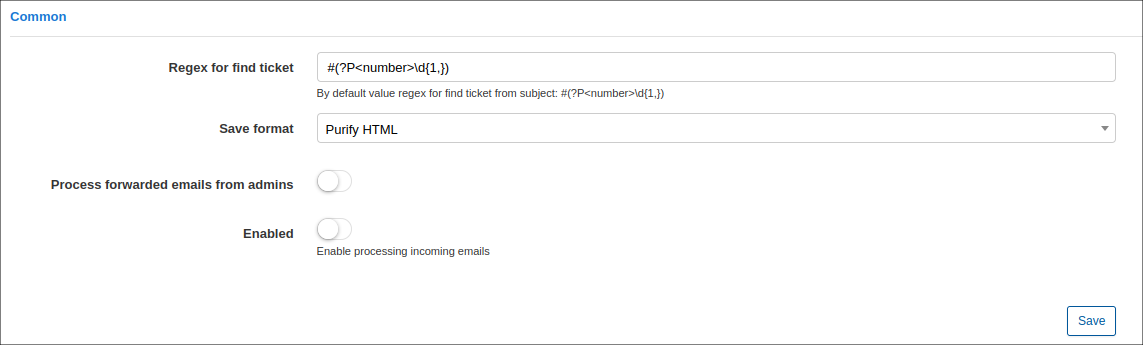 Common
Regex for find ticket
#(?P<number>\d{1,})
By default value regex for find ticket from subject: #(?P<number>\d{1,})
Save format
Purify HTML
Process forwarded emails from admins
Enabled
Enable processing incoming emails
Save